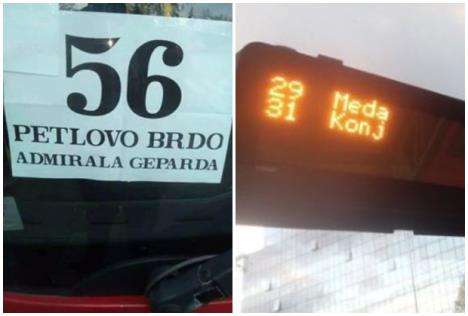 56
PETLOVO BRDO
ADMIRALA GEPARDA
29 Meda
31 Konj